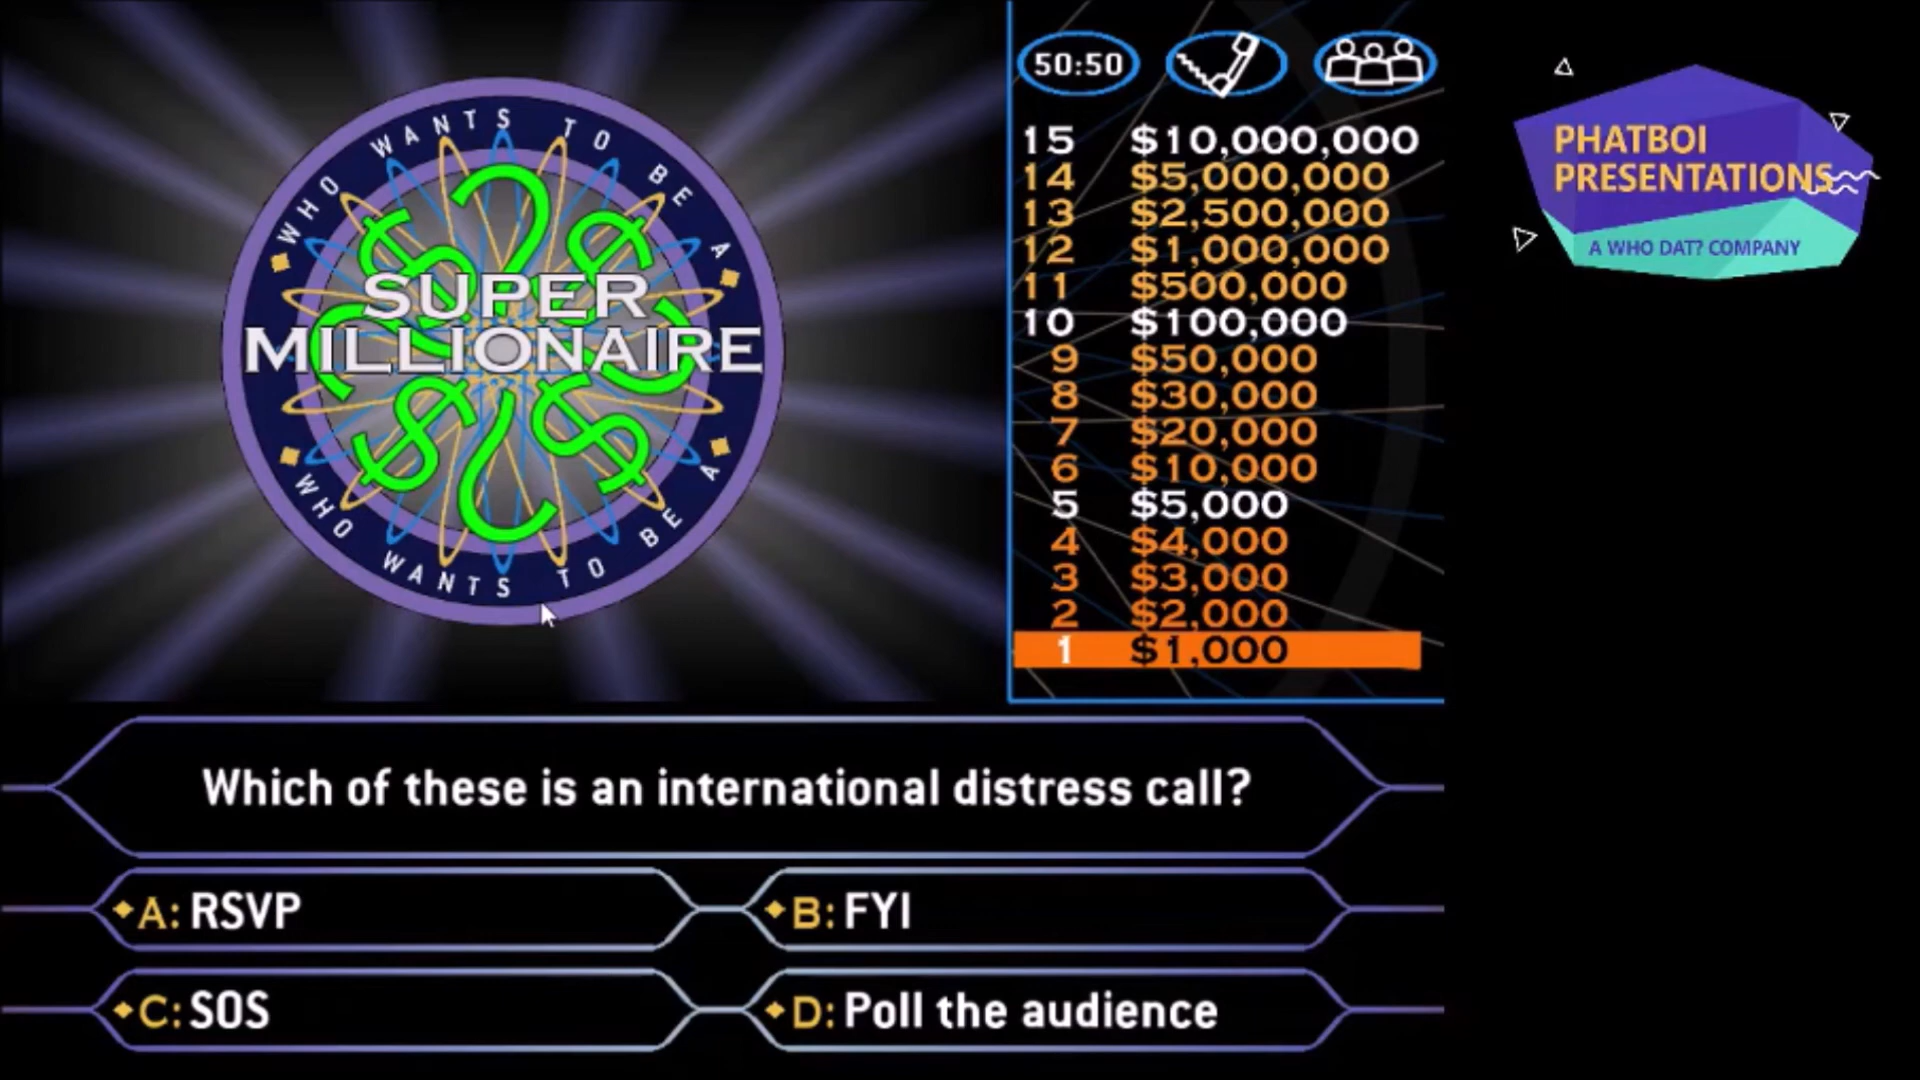 WHO WANTS TO BE A
SUPER
MILLIONAIRE
WHO WANTS TO BE A
50:50
15 $10,000,000
14 $5,000,000
13 $2,500,000
12 $1,000,000
11 $500,000
10 $100,000
9 $50,000
8 $30,000
7 $20,000
6 $10,000
5 $5,000
4 $4,000
3 $3,000
2 $2,000
1 $1,000
PHATBOI
PRESENTATIONS
A WHO DAT? COMPANY
Which of these is an international distress call?
A: RSVP
B: FYI
C: SOS
D: Poll the audience